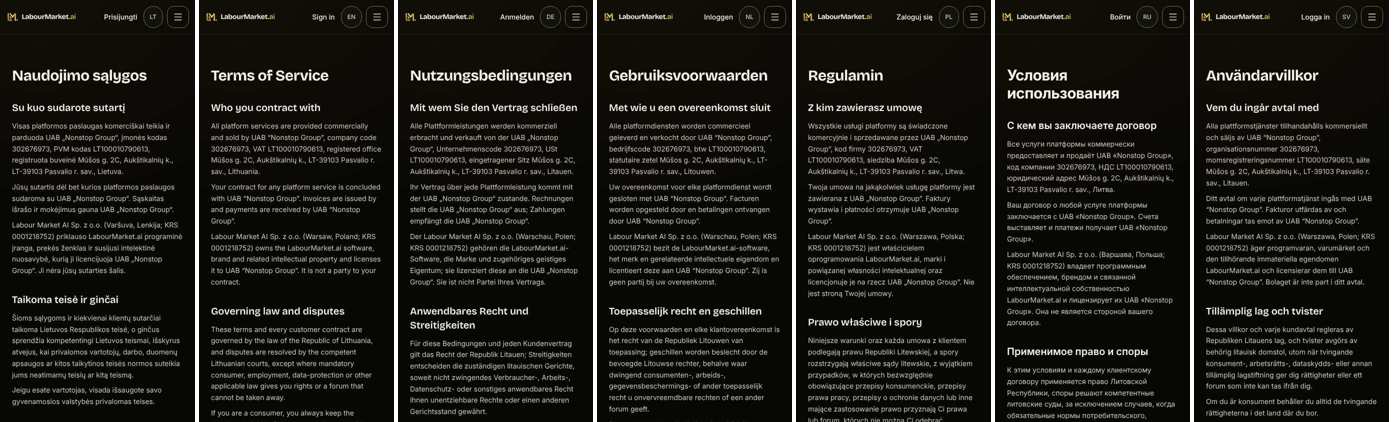 LabourMarket.ai
Prisijungti
LT
Naudojimo sąlygos
Su kuo sudarote sutartį
Visas platformos paslaugas komerciškai teikia ir
parduoda UAB „Nonstop Group“, įmonės kodas
302676973, PVM kodas LT100010790613,
registruota buveinė Mūšos g. 2C, Aukštikalnių k.,
LT-39103 Pasvalio r. sav., Lietuva.
Jūsų sutartis dėl bet kurios platformos paslaugos
sudaroma su UAB „Nonstop Group“. Sąskaitas
išrašo ir mokėjimus gauna UAB „Nonstop Group“.
Labour Market AI Sp. z o.o. (Varšuva, Lenkija; KRS
0001218752) priklauso LabourMarket.ai programinė
įranga, prekės ženklas ir susijusi intelektinė
nuosavybė, kurią ji licencijuoja UAB „Nonstop
Group“. Ji nėra jūsų sutarties šalis.
Taikoma teisė ir ginčai
Šioms sąlygoms ir kiekvienai klientų sutarčiai
taikoma Lietuvos Respublikos teisė, o ginčus
sprendžia kompetentingi Lietuvos teismai, išskyrus
atvejus, kai privalomos vartotojų, darbo, duomenų
apsaugos ar kitos taikytinos teisės normos suteikia
jums neatimamų teisių ar kitą teismą.
Jeigu esate vartotojas, visada išsaugote savo
gyvenamosios valstybės privalomas teises.
LabourMarket.ai
Sign in
EN
Terms of Service
Who you contract with
All platform services are provided commercially
and sold by UAB “Nonstop Group”, company code
302676973, VAT LT100010790613, registered office
Mūšos g. 2C, Aukštikalnių k., LT-39103 Pasvalio r.
sav., Lithuania.
Your contract for any platform service is concluded
with UAB “Nonstop Group”. Invoices are issued by
and payments are received by UAB “Nonstop
Group”.
Labour Market AI Sp. z o.o. (Warsaw, Poland; KRS
0001218752) owns the LabourMarket.ai software,
brand and related intellectual property and licenses
it to UAB “Nonstop Group”. It is not a party to your
contract.
Governing law and disputes
These terms and every customer contract are
governed by the law of the Republic of Lithuania,
and disputes are resolved by the competent
Lithuanian courts, except where mandatory
consumer, employment, data-protection or other
applicable law gives you rights or a forum that
cannot be taken away.
If you are a consumer, you always keep the
LabourMarket.ai
Anmelden
DE
Nutzungsbedingungen
Mit wem Sie den Vertrag schließen
Alle Plattformleistungen werden kommerziell
erbracht und verkauft von der UAB „Nonstop
Group“, Unternehmenscode 302676973, USt
LT100010790613, eingetragener Sitz Mūšos g. 2C,
Aukštikalnių k., LT-39103 Pasvalio r. sav., Litauen.
Ihr Vertrag über jede Plattformleistung kommt mit
der UAB „Nonstop Group“ zustande. Rechnungen
stellt die UAB „Nonstop Group“ aus; Zahlungen
empfängt die UAB „Nonstop Group“.
Der Labour Market AI Sp. z o.o. (Warschau, Polen;
KRS 0001218752) gehören die LabourMarket.ai-
Software, die Marke und zugehöriges geistiges
Eigentum; sie lizenziert diese an die UAB „Nonstop
Group“. Sie ist nicht Partei Ihres Vertrags.
Anwendbares Recht und
Streitigkeiten
Für diese Bedingungen und jeden Kundenvertrag
gilt das Recht der Republik Litauen; Streitigkeiten
entscheiden die zuständigen litauischen Gerichte,
soweit nicht zwingendes Verbraucher-, Arbeits-,
Datenschutz- oder sonstiges anwendbares Recht
Ihnen unentziehbare Rechte oder einen anderen
Gerichtsstand gewährt.
LabourMarket.ai
Inloggen
NL
Gebruiksvoorwaarden
Met wie u een overeenkomst sluit
Alle platformdiensten worden commercieel
geleverd en verkocht door UAB “Nonstop Group”,
bedrijfscode 302676973, btw LT100010790613,
statutaire zetel Mūšos g. 2C, Aukštikalnių k., LT-
39103 Pasvalio r. sav., Litouwen.
Uw overeenkomst voor elke platformdienst wordt
gesloten met UAB “Nonstop Group”. Facturen
worden opgesteld door en betalingen ontvangen
door UAB “Nonstop Group”.
Labour Market AI Sp. z o.o. (Warschau, Polen; KRS
0001218752) bezit de LabourMarket.ai-software,
het merk en gerelateerde intellectuele eigendom en
licentieert deze aan UAB “Nonstop Group”. Zij is
geen partij bij uw overeenkomst.
Toepasselijk recht en geschillen
Op deze voorwaarden en elke klantovereenkomst is
het recht van de Republiek Litouwen van
toepassing; geschillen worden beslecht door de
bevoegde Litouwse rechter, behalve waar
dwingend consumenten-, arbeids-,
gegevensbeschermings- of ander toepasselijk
recht u onvervreemdbare rechten of een ander
forum geeft.
LabourMarket.ai
Zaloguj się
PL
Regulamin
Z kim zawierasz umowę
Wszystkie usługi platformy są świadczone
komercyjnie i sprzedawane przez UAB „Nonstop
Group”, kod firmy 302676973, VAT
LT100010790613, siedziba Mūšos g. 2C,
Aukštikalnių k., LT-39103 Pasvalio r. sav., Litwa.
Twoja umowa na jakąkolwiek usługę platformy jest
zawierana z UAB „Nonstop Group”. Faktury
wystawia i płatności otrzymuje UAB „Nonstop
Group”.
Labour Market AI Sp. z o.o. (Warszawa, Polska;
KRS 0001218752) jest właścicielem
oprogramowania LabourMarket.ai, marki i
powiązanej własności intelektualnej oraz
licencjonuje je na rzecz UAB „Nonstop Group”. Nie
jest stroną Twojej umowy.
Prawo właściwe i spory
Niniejsze warunki oraz każda umowa z klientem
podlegają prawu Republiki Litewskiej, a spory
rozstrzygają właściwe sądy litewskie, z wyjątkiem
przypadków, w których bezwzględnie
obowiązujące przepisy konsumenckie, przepisy
prawa pracy, przepisy o ochronie danych lub inne
mające zastosowanie prawo przyznają Ci prawa
lub forum, których nie można Ci odebrać.
LabourMarket.ai
Войти
RU
Условия
использования
С кем вы заключаете договор
Все услуги платформы коммерчески
предоставляет и продаёт UAB «Nonstop Group»,
код компании 302676973, НДС LT100010790613,
юридический адрес Mūšos g. 2C, Aukštikalnių k.,
LT-39103 Pasvalio r. sav., Литва.
Ваш договор о любой услуге платформы
заключается с UAB «Nonstop Group». Счета
выставляет и платежи получает UAB «Nonstop
Group».
Labour Market AI Sp. z o.o. (Варшава, Польша;
KRS 0001218752) владеет программным
обеспечением, брендом и связанной
интеллектуальной собственностью
LabourMarket.ai и лицензирует их UAB «Nonstop
Group». Она не является стороной вашего
договора.
Применимое право и споры
К этим условиям и каждому клиентскому
договору применяется право Литовской
Республики, споры решают компетентные
литовские суды, за исключением случаев, когда
обязательные нормы потребительского,
LabourMarket.ai
Logga in
SV
Användarvillkor
Vem du ingår avtal med
Alla plattformstjänster tillhandahålls kommersiellt
och säljs av UAB “Nonstop Group”,
organisationsnummer 302676973,
momsregistreringsnummer LT100010790613, säte
Mūšos g. 2C, Aukštikalnių k., LT-39103 Pasvalio r.
sav., Litauen.
Ditt avtal om varje plattformstjänst ingås med UAB
“Nonstop Group”. Fakturor utfärdas av och
betalningar tas emot av UAB “Nonstop Group”.
Labour Market AI Sp. z o.o. (Warszawa, Polen; KRS
0001218752) äger programvaran, varumärket och
den tillhörande immateriella egendomen
LabourMarket.ai och licensierar dem till UAB
“Nonstop Group”. Bolaget är inte part i ditt avtal.
Tillämplig lag och tvister
Dessa villkor och varje kundavtal regleras av
Republiken Litauens lag, och tvister avgörs av
behörig litauisk domstol, utom när tvingande
konsument-, arbetsrätts-, dataskydds- eller annan
tillämplig lagstiftning ger dig rättigheter eller ett
forum som inte kan tas ifrån dig.
Om du är konsument behåller du alltid de tvingande
rättigheterna i det land där du bor.